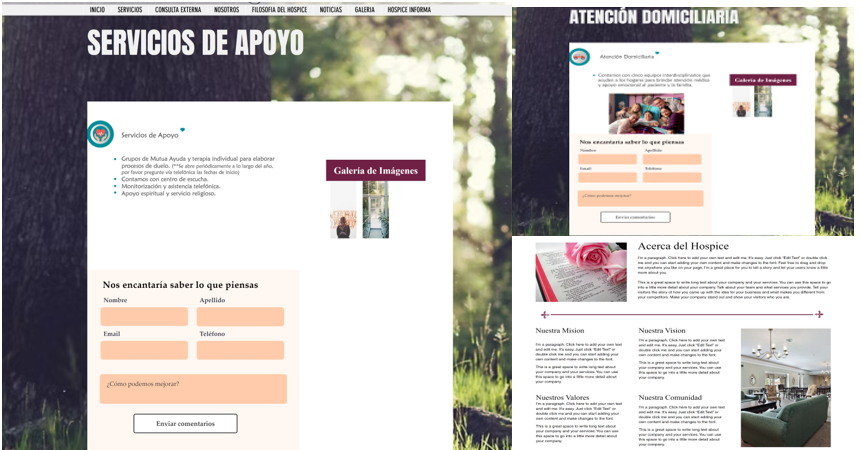 INICIO SERVICIOS CONSULTA EXTERNA NOSOTROS FILOSOFIA DEL HOSPICE NOTICIAS GALERIA HOSPICE INFORMA
SERVICIOS DE APOYO
Servicios de Apoyo
Grupos de Mutua Ayuda y terapia individual para elaborar
procesos de duelo. (**Se abre periódicamente a lo largo del año.
por favor pregunte vía telefónica las fechas de inicio)
Contamos con centro de escucha.
Monitorización y asistencia telefónica.
Apoyo espiritual y servicio religioso.
Galería de Imágenes
Nos encantaría saber lo que piensas
Nombre Apellido
Email Teléfono
¿Cómo podemos mejorar?
Enviar comentarios
ATENCIÓN DOMICILIARIA
Atención Domiciliaria
Contamos con cinco equipos interdisciplinarios que
acuden a los hogares para brindar atención médica
y apoyo emocional al paciente y la familia.
Galería de Imágenes
Nos encantaría saber lo que piensas
Nombre Apellido
Email Teléfono
¿Cómo podemos mejorar?
Enviar comentarios
Acerca del Hospice
I'm a paragraph. Click here to add your own text and edit me. It's easy. Just click "Edit Text" or double click
me and you can start adding your own content and make changes to the font. Feel free to drag and drop
me anywhere you like on your page. I'm a great place for you to tell a story and let your users know a little
more about you.
This is a great space to write long text about your company and your services. You can use this space to go
into a little more detail about your company. Talk about your team and what services you provide. Tell your
visitors the story of how you came up with the idea for your business and what makes you different from
your competitors. Make your company stand out and show your visitors who you are.
Nuestra Mision
I'm a paragraph. Click here to add your own text
and edit me. It's easy. Just click "Edit Text" or
double click me and you can start adding your
own content and make changes to the font.
This is a great space to write long text about
your company and your services. You can use
this space to go into a little more detail about
your company.
Nuestra Vision
I'm a paragraph. Click here to add your own text
and edit me. It's easy. Just click "Edit Text" or
double click me and you can start adding your
own content and make changes to the font.
This is a great space to write long text about
your company and your services. You can use
this space to go into a little more detail about
your company.
Nuestros Valores
I'm a paragraph. Click here to add your own text
and edit me. It's easy. Just click "Edit Text" or
double click me and you can start adding your
own content and make changes to the font.
This is a great space to write long text about
your company and your services. You can use
this space to go into a little more detail about
your company.
Nuestra Comunidad
I'm a paragraph. Click here to add your own text
and edit me. It's easy. Just click "Edit Text" or
double click me and you can start adding your
own content and make changes to the font.
This is a great space to write long text about
your company and your services. You can use
this space to go into a little more detail about
your company.